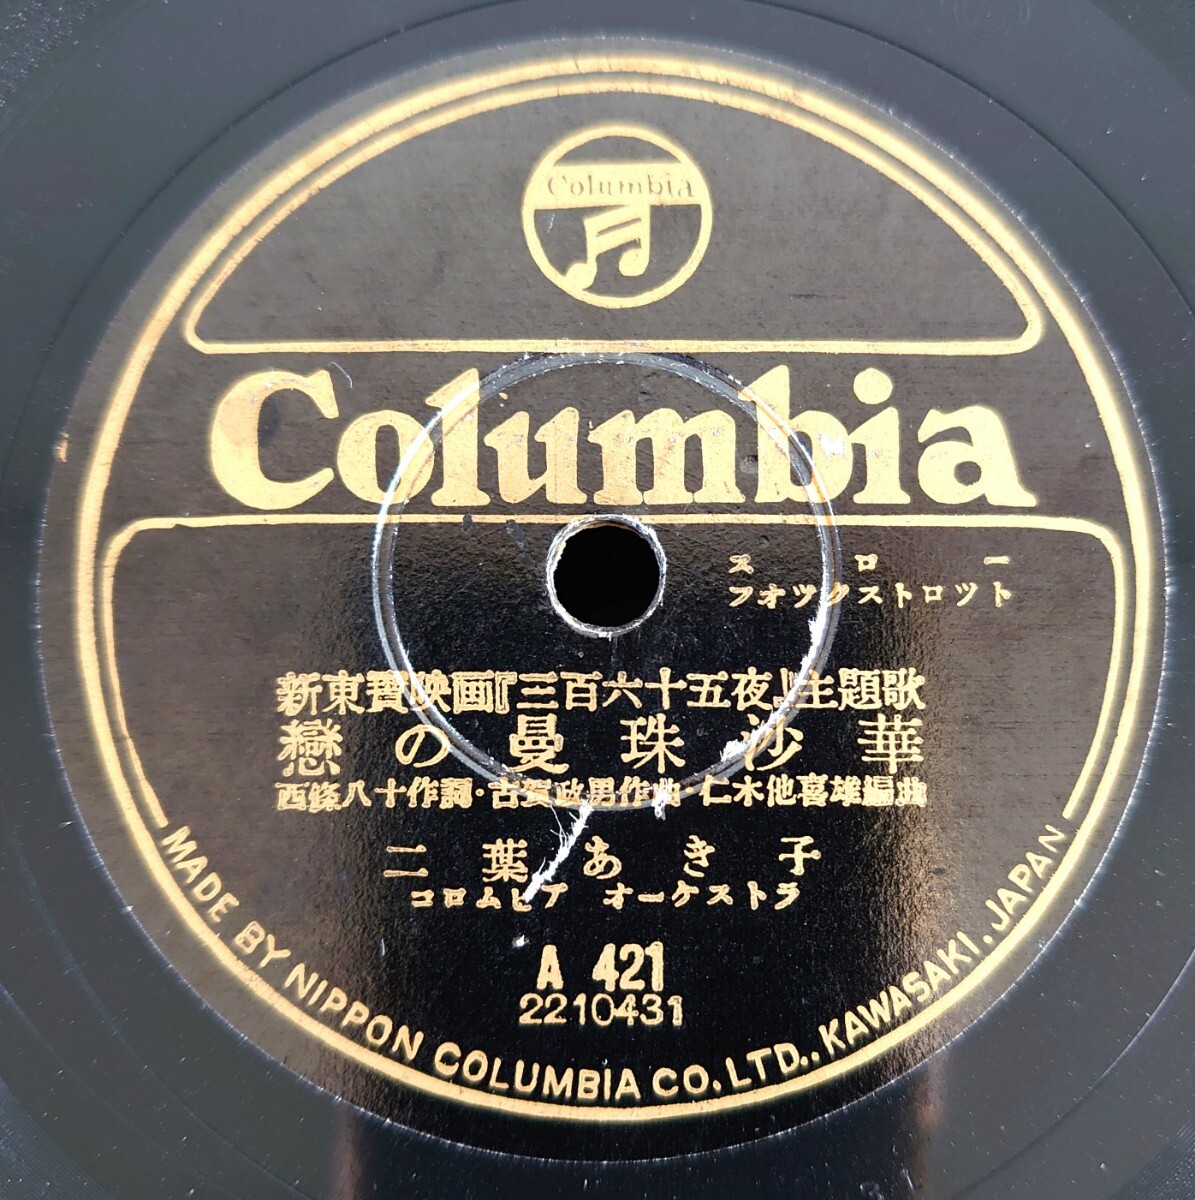 Columbia
Columbia
スロー
フオツクストロツト
新東寶映画『三百六十五夜』主題歌
戀の曼珠沙華
西條八十作詞・古賀政男作曲・仁木他喜雄編曲
二葉あき子
コロムビア オーケストラ
A 421
2210431
MADE BY NIPPON COLUMBIA CO. LTD., KAWASAKI, JAPAN